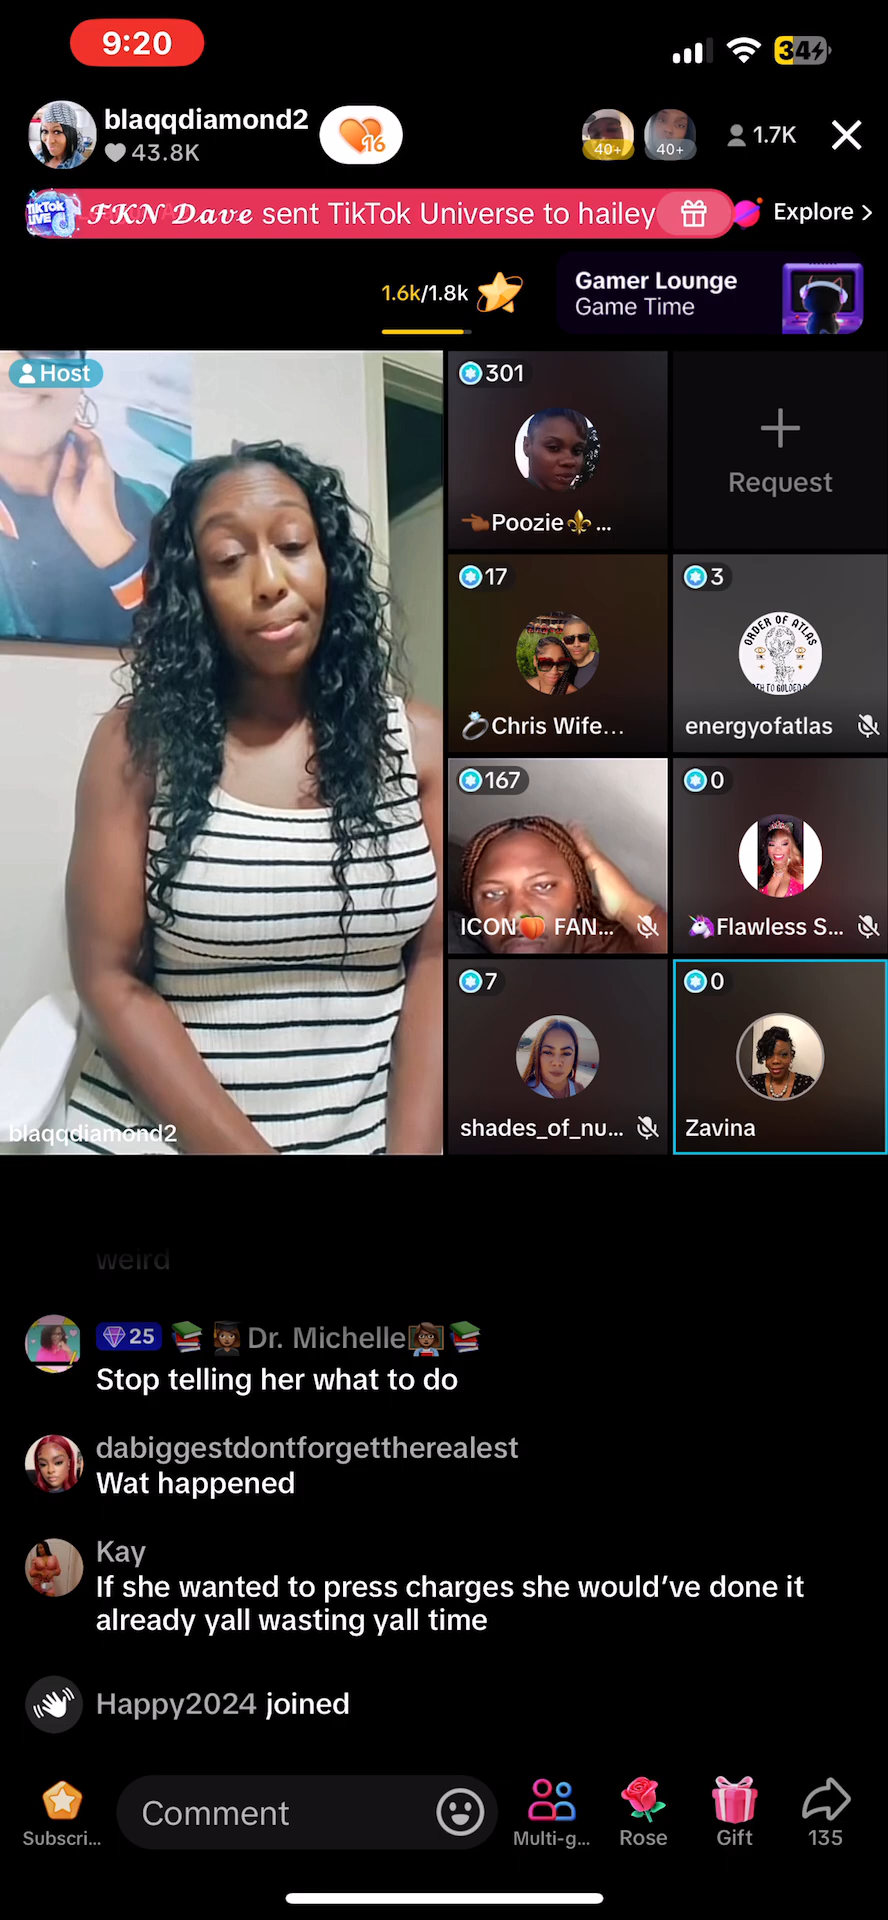 9:20
34
blaqqdiamond2
43.8K
16
40+
40+
1.7K
TikTok
LIVE
𝓕𝓚𝓝 𝓓𝓪𝓿𝓮 sent TikTok Universe to hailey
Explore >
1.6k/1.8k
Gamer Lounge
Game Time
Host
301
Poozie⚜️...
Request
17
💍Chris Wife...
3
ORDER OF ATLAS
energyofatlas
167
ICON🍑 FAN...
0
🦄Flawless S...
7
shades_of_nu...
0
Zavina
blaqqdiamond2
weird
25 📚👩🏽‍🎓Dr. Michelle👩🏽‍🏫📚
Stop telling her what to do
dabiggestdontforgettherealest
Wat happened
Kay
If she wanted to press charges she would’ve done it
already yall wasting yall time
Happy2024 joined
Comment
Subscri...
Multi-g...
Rose
Gift
135